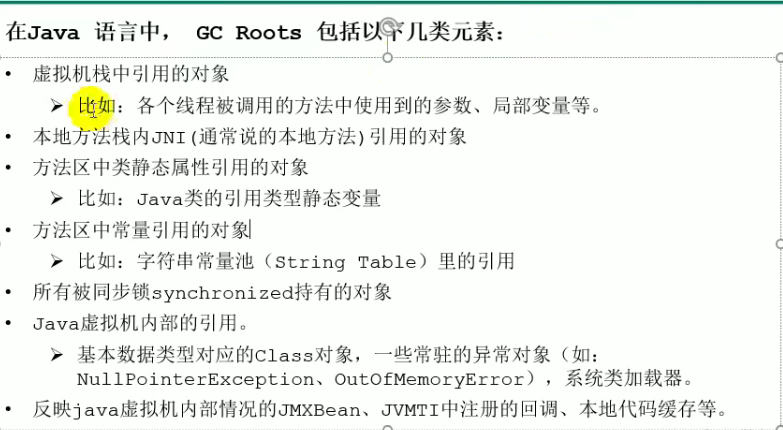 在Java 语言中， GC Roots 包括以下几类元素：
• 虚拟机栈中引用的对象
➢ 比如：各个线程被调用的方法中使用到的参数、局部变量等。
• 本地方法栈内JNI(通常说的本地方法)引用的对象
• 方法区中类静态属性引用的对象
➢ 比如：Java类的引用类型静态变量
• 方法区中常量引用的对象
➢ 比如：字符串常量池（String Table）里的引用
• 所有被同步锁synchronized持有的对象
• Java虚拟机内部的引用。
➢ 基本数据类型对应的Class对象，一些常驻的异常对象（如：
NullPointerException、OutOfMemoryError），系统类加载器。
• 反映java虚拟机内部情况的JMXBean、JVMTI中注册的回调、本地代码缓存等。